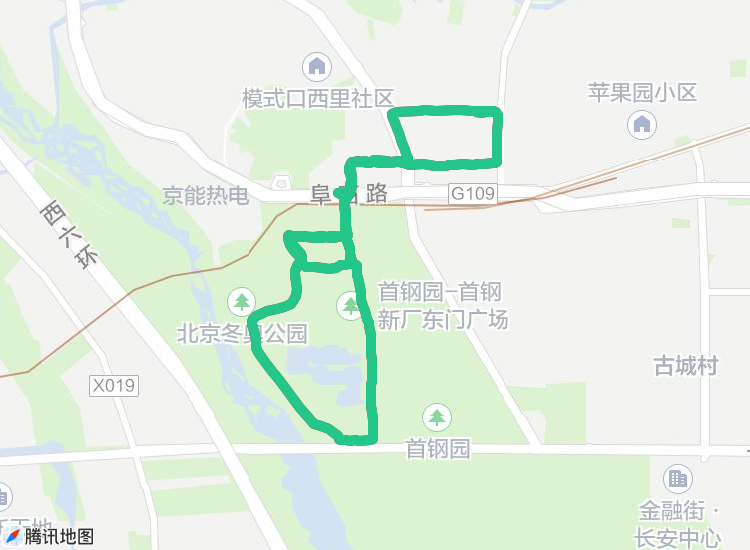 模式口西里社区
苹果园小区
京能热电
阜石路
G109
西六环
首钢园-首钢
新厂东门广场
北京冬奥公园
X019
古城村
首钢园
金融街·
长安中心
腾讯地图